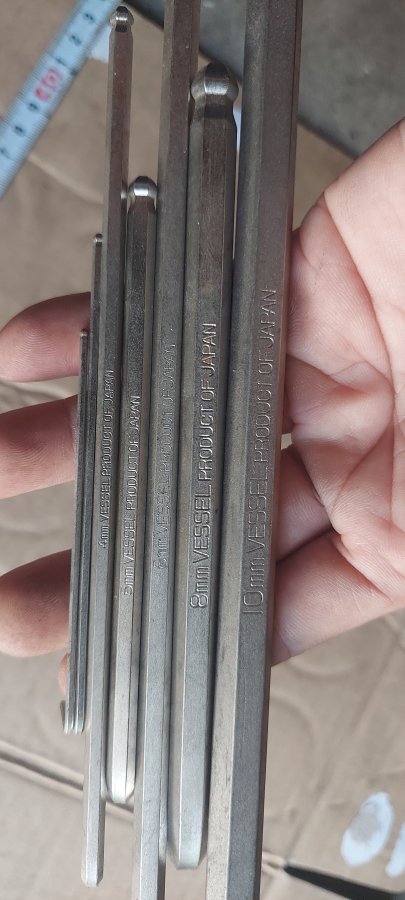 4mm VESSEL PRODUCT OF JAPAN
5mm VESSEL PRODUCT OF JAPAN
6mm VESSEL PRODUCT OF JAPAN
8mm VESSEL PRODUCT OF JAPAN
10mm VESSEL PRODUCT OF JAPAN